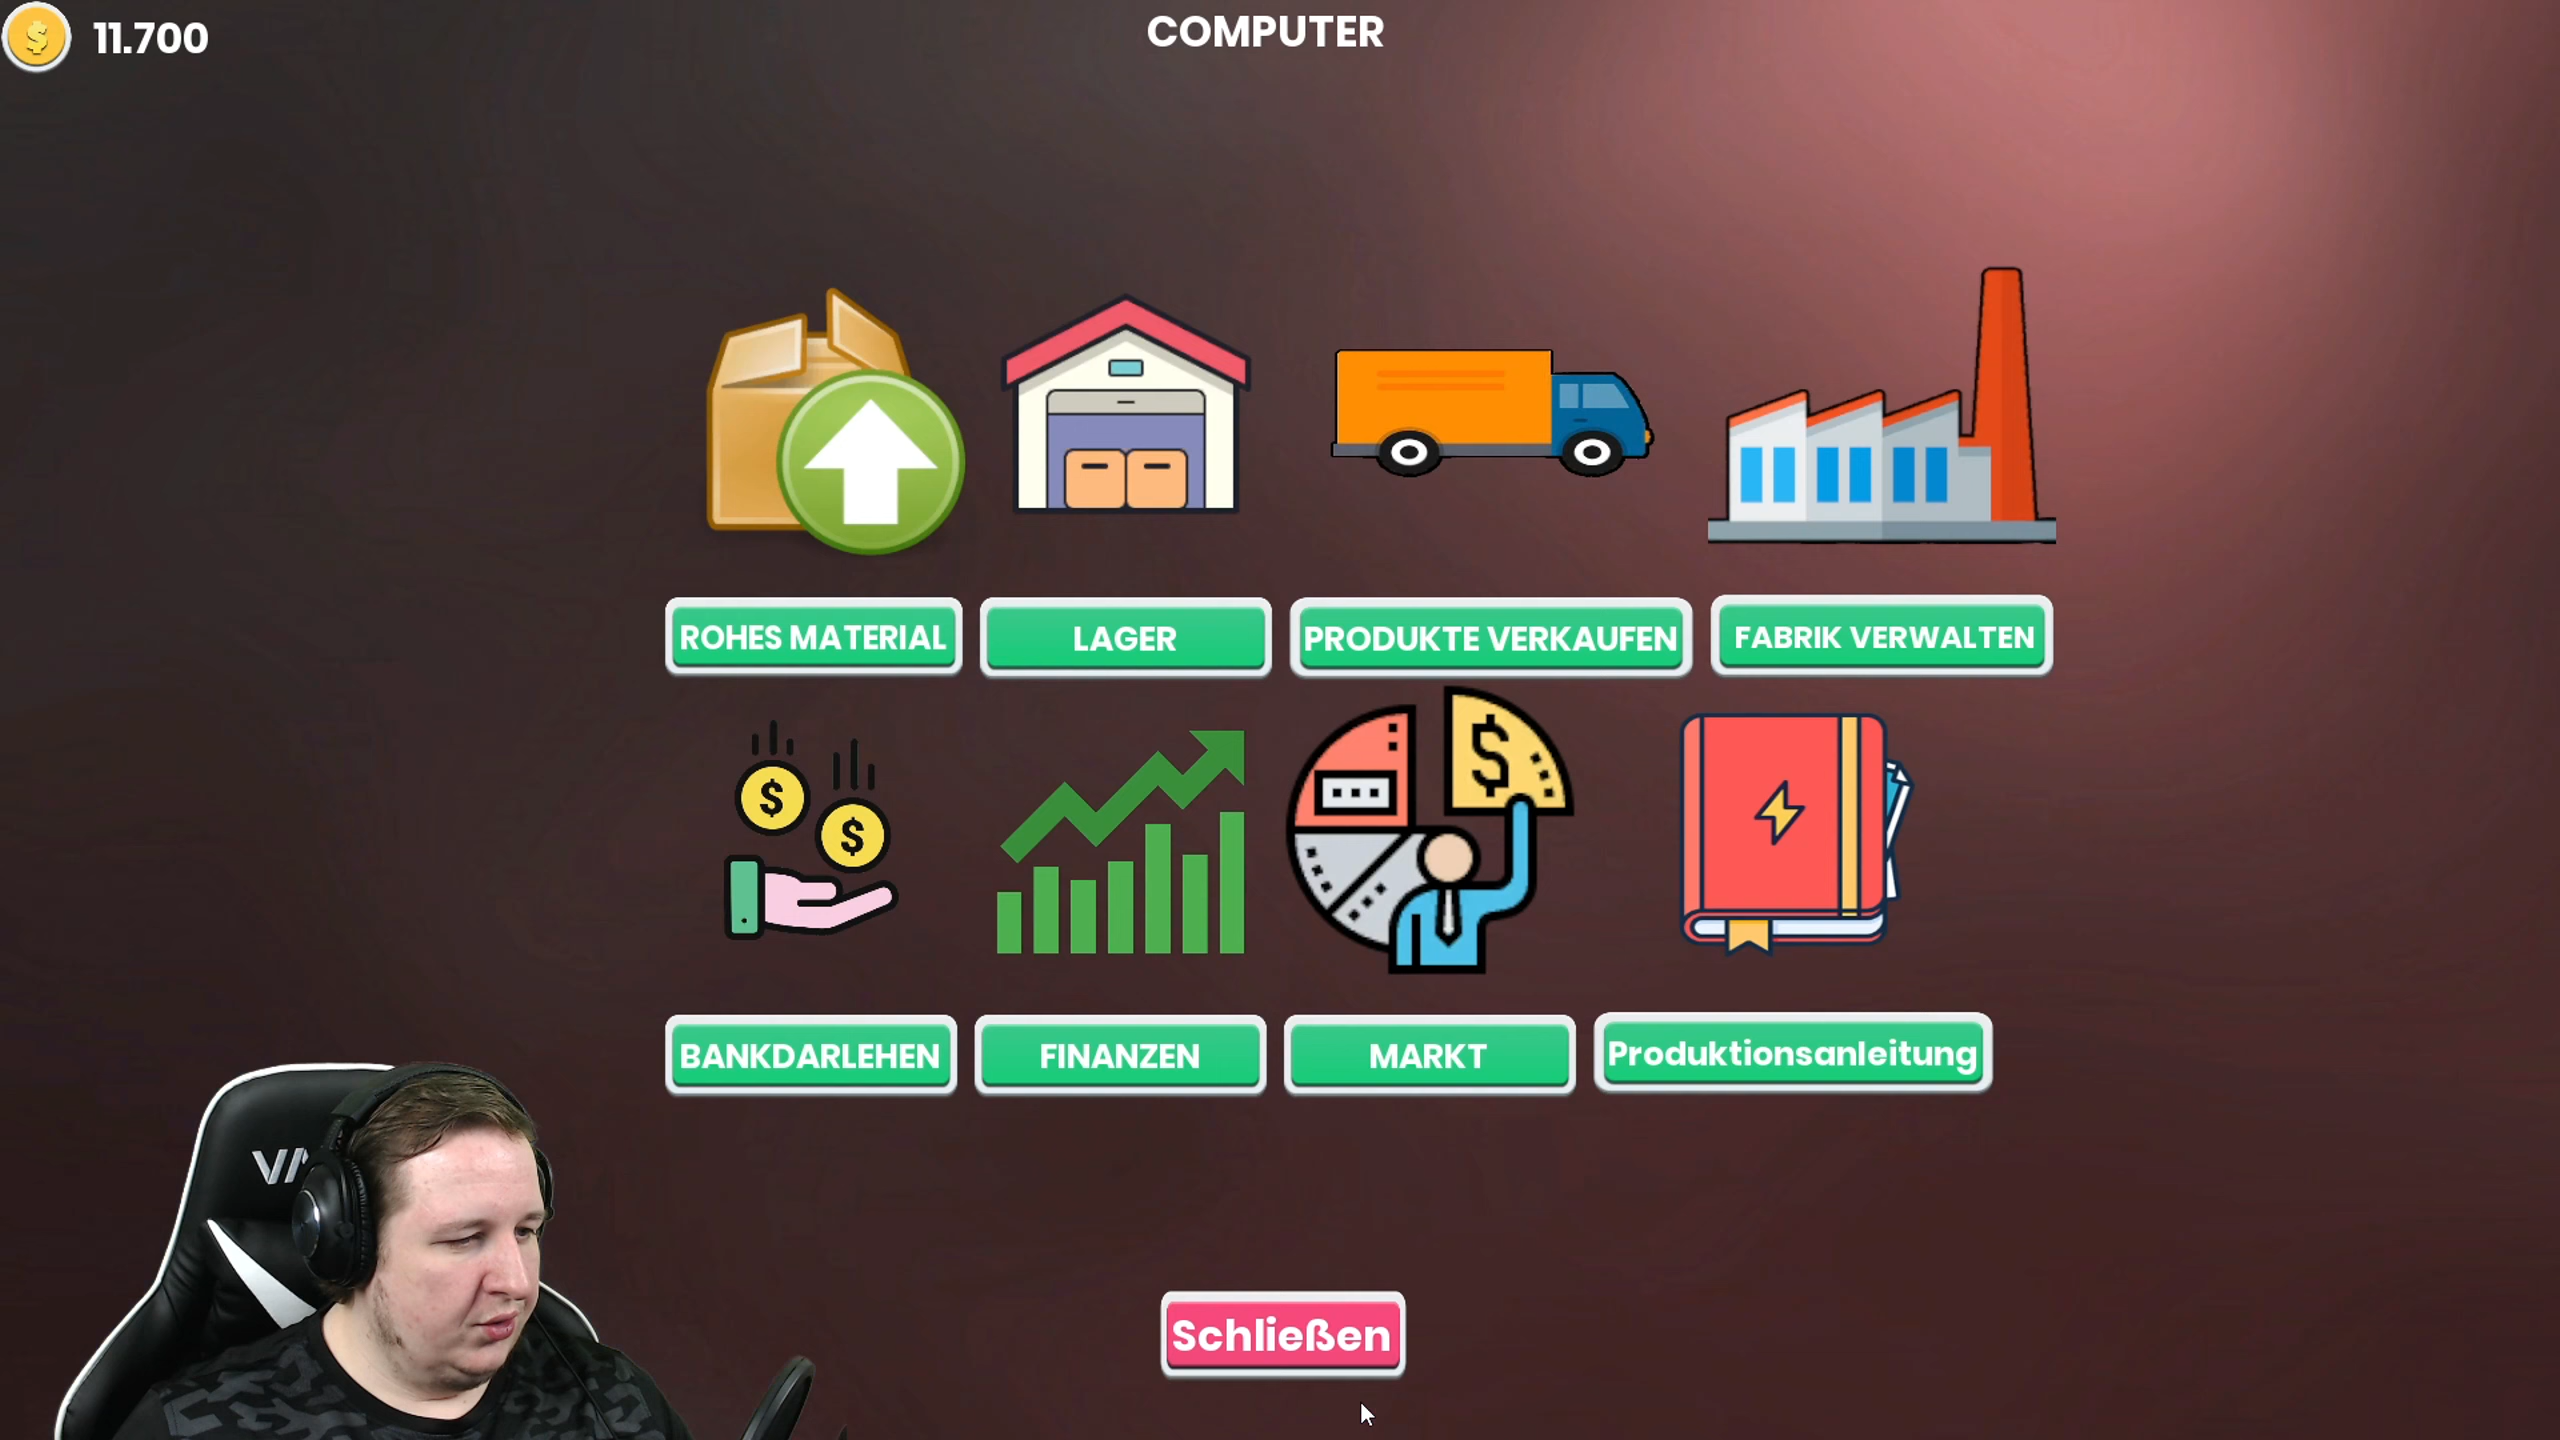 11.700
COMPUTER
ROHES MATERIAL
LAGER
PRODUKTE VERKAUFEN
FABRIK VERWALTEN
BANKDARLEHEN
FINANZEN
MARKT
Produktionsanleitung
Schließen